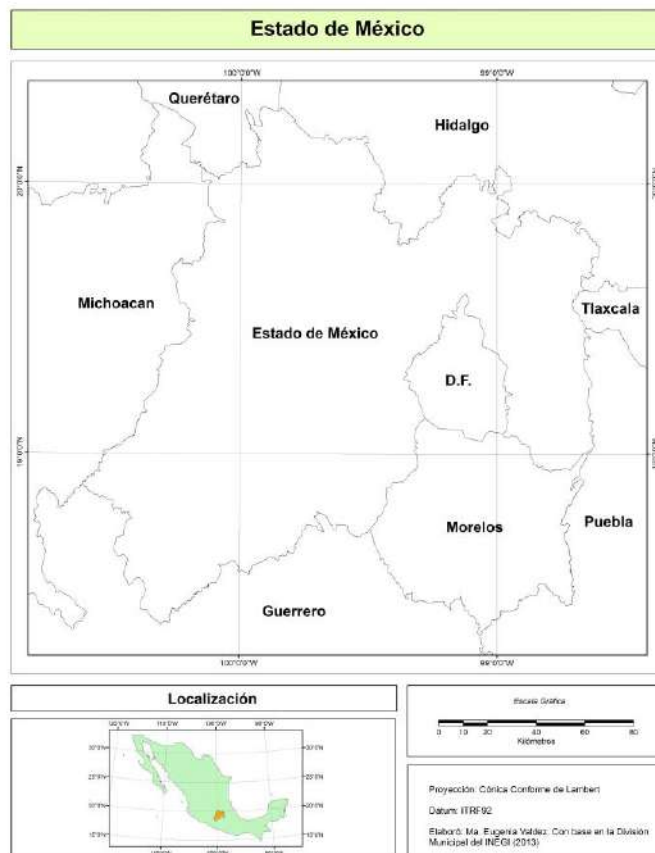 Estado de México
100°0'0"W 99°0'0"W
Querétaro
Hidalgo
20°0'0"N
Michoacan
Tlaxcala
Estado de México
D.F.
19°0'0"N
Morelos
Puebla
Guerrero
100°0'0"W 99°0'0"W
Localización
Escala Gráfica
0 10 20 40 60 80
Kilómetros
Proyección: Cónica Conforme de Lambert
Datum: ITRF92
Elaboró: Ma. Eugenia Valdez, Con base en la División
Municipal del INEGI (2013)